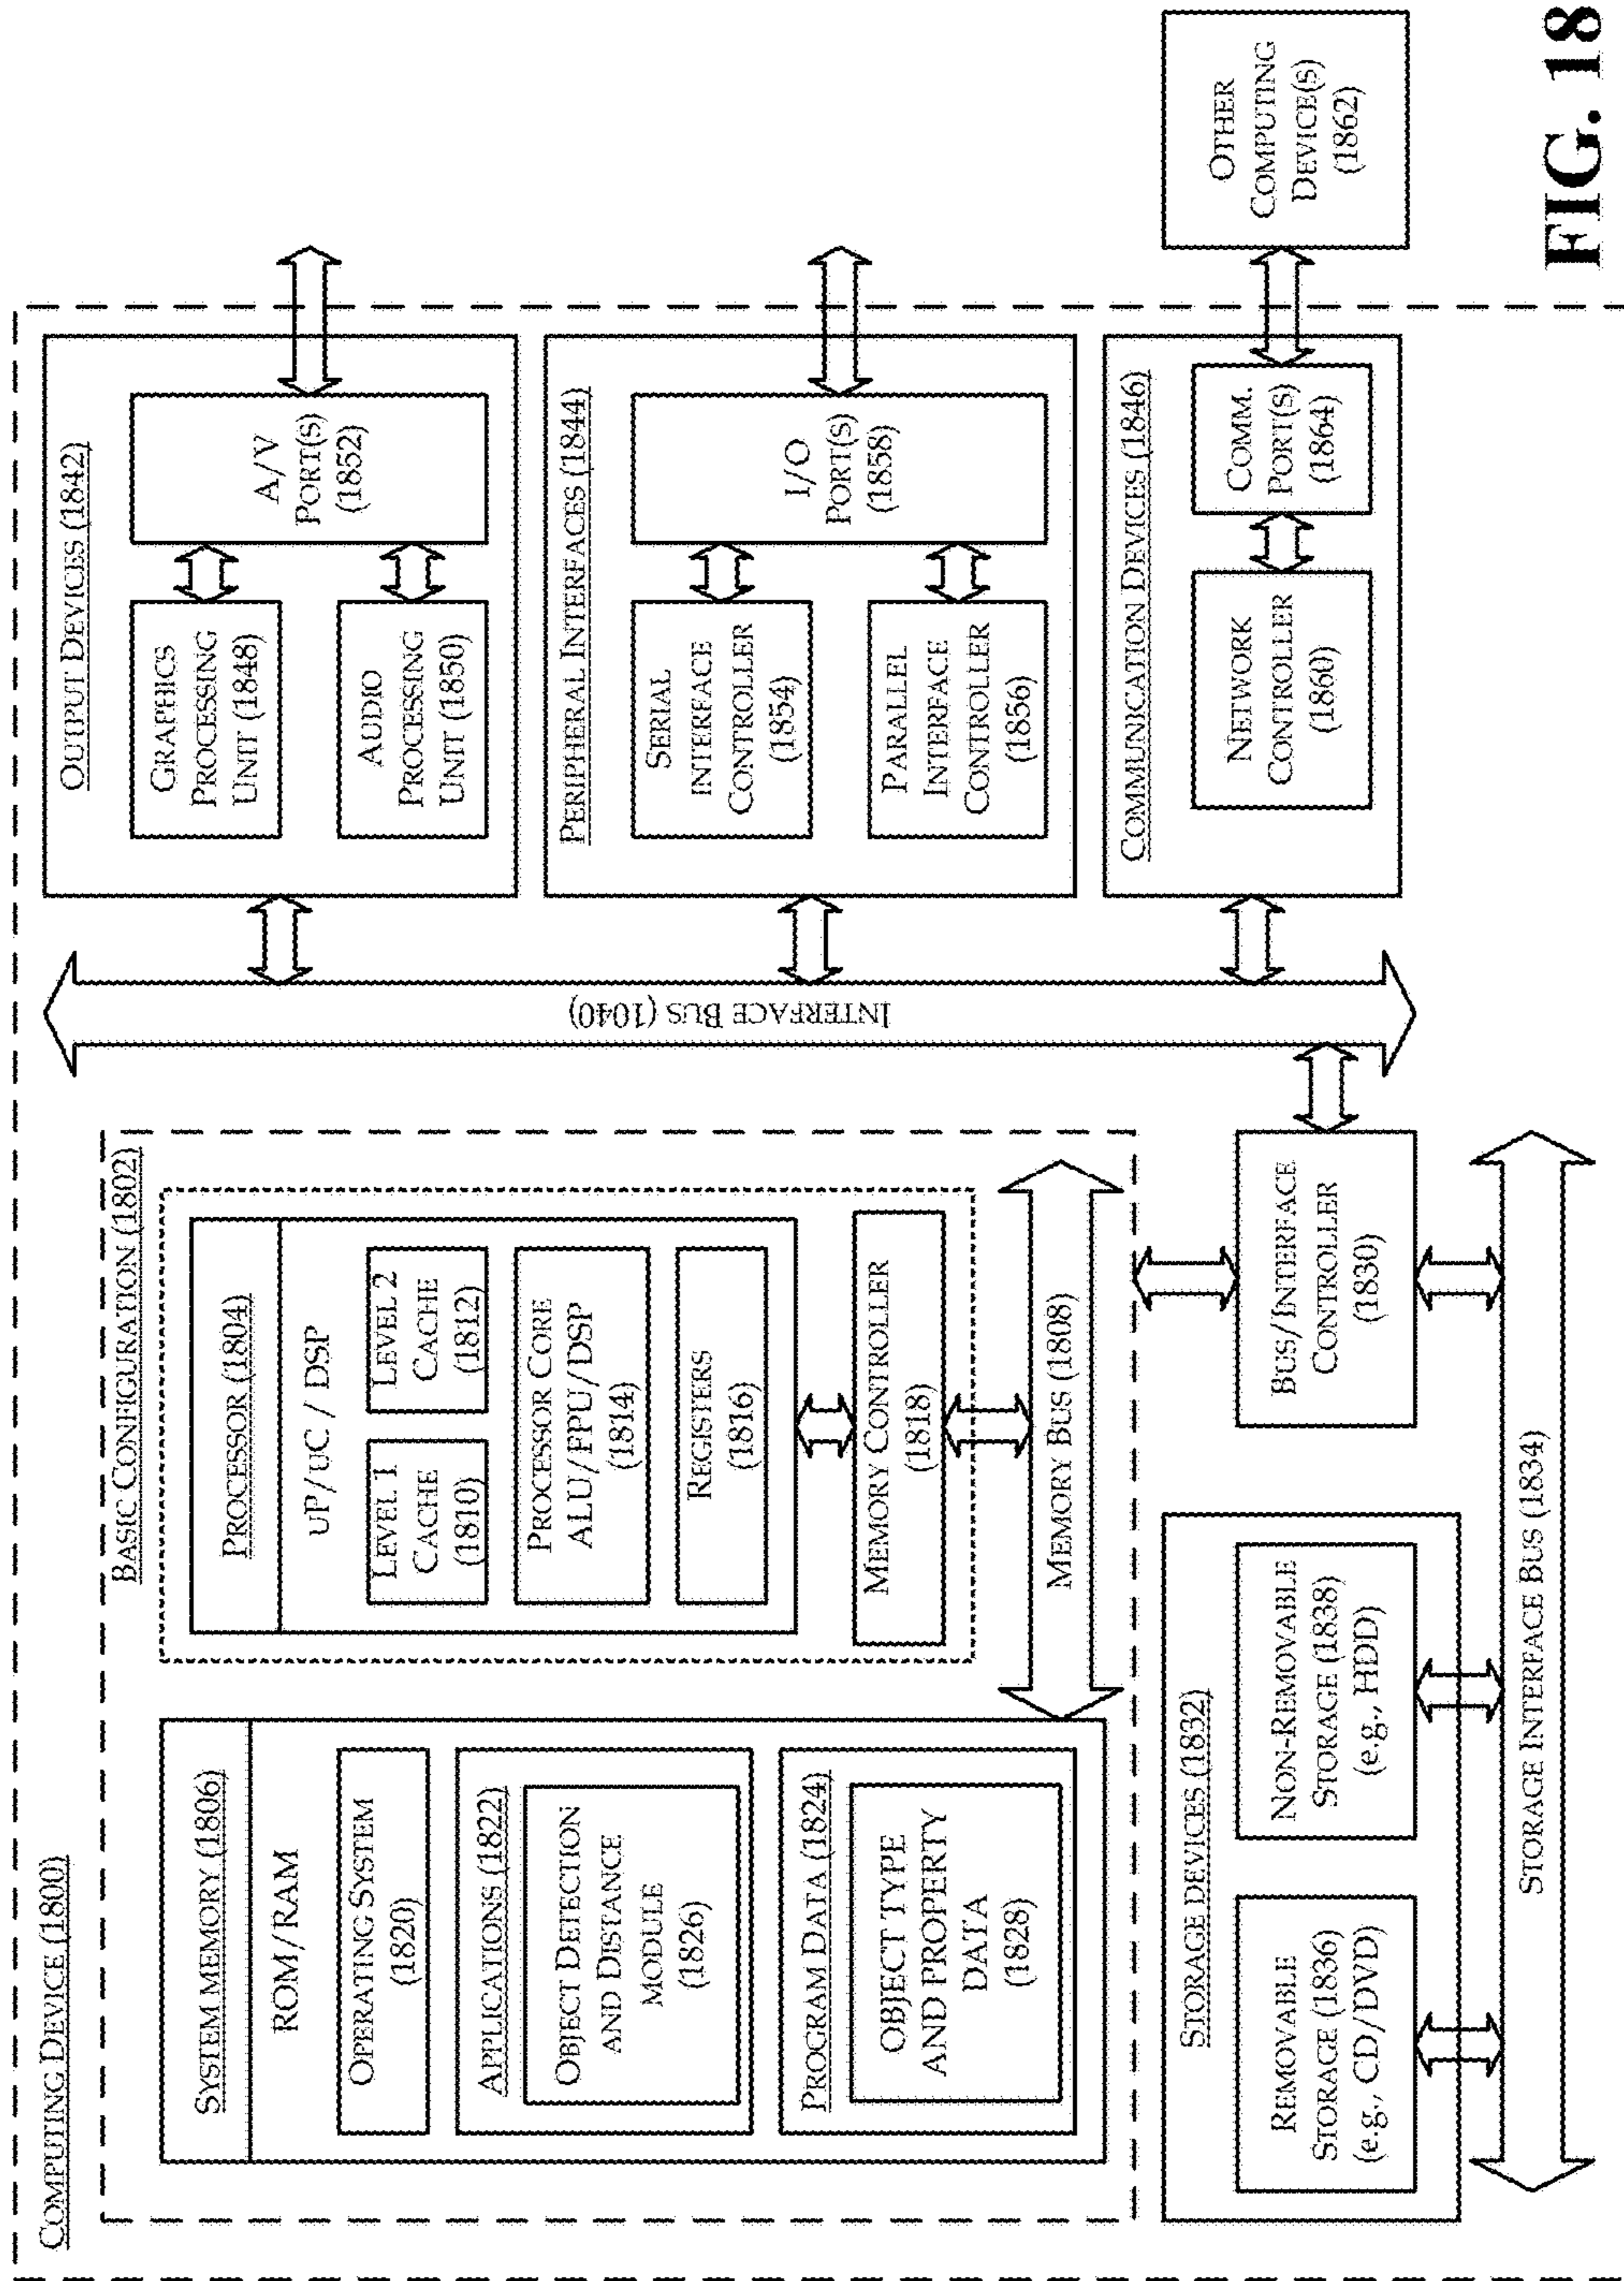 COMPUTING DEVICE (1800)
BASIC CONFIGURATION (1802)
SYSTEM MEMORY (1806)
ROM/RAM
OPERATING SYSTEM
(1820)
APPLICATIONS (1822)
OBJECT DETECTION
AND DISTANCE
MODULE
(1826)
PROGRAM DATA (1824)
OBJECT TYPE
AND PROPERTY
DATA
(1828)
PROCESSOR (1804)
UP/UC / DSP
LEVEL 1
CACHE
(1810)
LEVEL 2
CACHE
(1812)
PROCESSOR CORE
ALU/FPU/DSP
(1814)
REGISTERS
(1816)
MEMORY CONTROLLER
(1818)
MEMORY BUS (1808)
STORAGE DEVICES (1832)
REMOVABLE
STORAGE (1836)
(e.g., CD/DVD)
NON-REMOVABLE
STORAGE (1838)
(e.g., HDD)
BUS/INTERFACE
CONTROLLER
(1830)
STORAGE INTERFACE BUS (1834)
INTERFACE BUS (1040)
OUTPUT DEVICES (1842)
GRAPHICS
PROCESSING
UNIT (1848)
AUDIO
PROCESSING
UNIT (1850)
A/V
PORT(S)
(1852)
PERIPHERAL INTERFACES (1844)
SERIAL
INTERFACE
CONTROLLER
(1854)
PARALLEL
INTERFACE
CONTROLLER
(1856)
I/O
PORT(S)
(1858)
COMMUNICATION DEVICES (1846)
NETWORK
CONTROLLER
(1860)
COMM.
PORT(S)
(1864)
OTHER
COMPUTING
DEVICE(S)
(1862)
FIG. 18